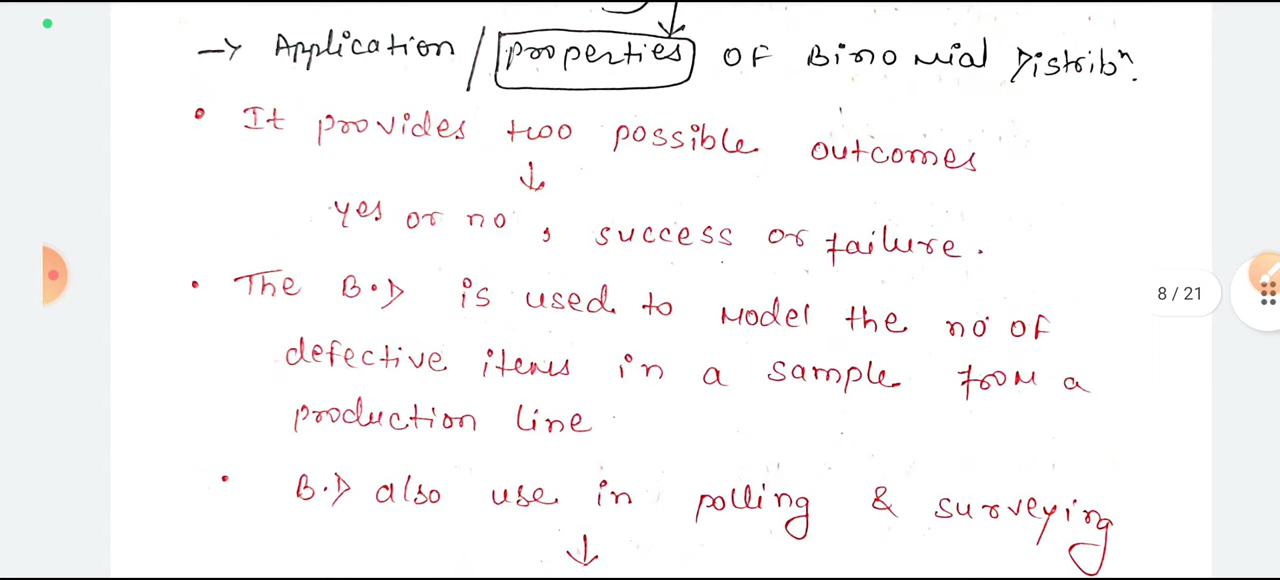 → Application / properties OF Binomial Distribⁿ.
• It provides two possible outcomes
↓
yes or no , success or failure.
• The B.D is used to Model the no of
defective items in a sample from a
production line
• B.D also use in polling & surveying
↓
8 / 21